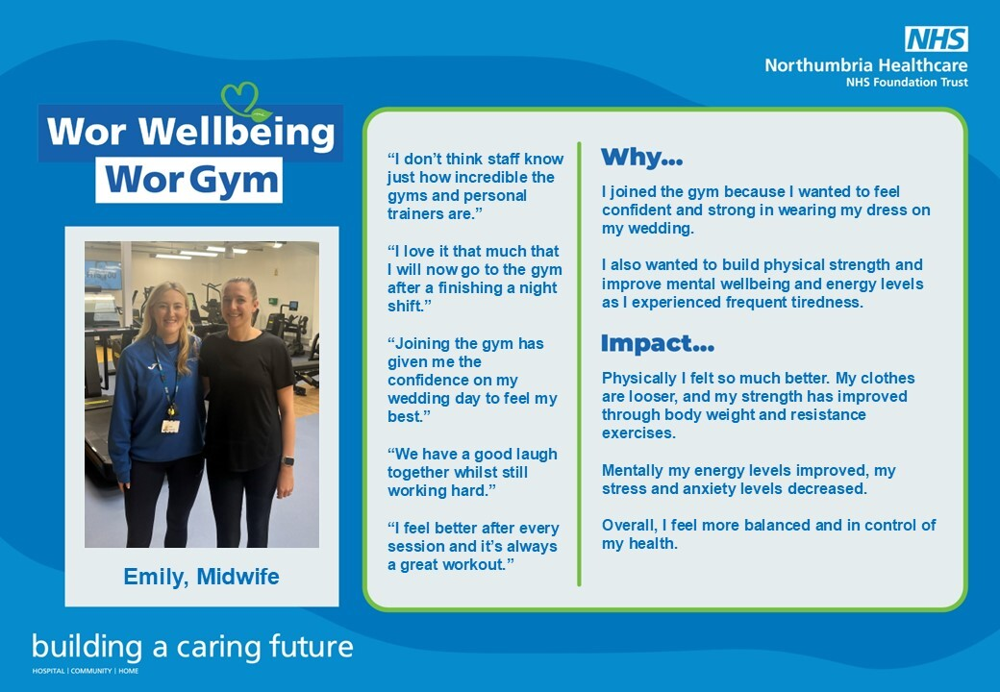 NHS
Northumbria Healthcare
NHS Foundation Trust
Wor Wellbeing
Wor Gym
Emily, Midwife
“I don’t think staff know
just how incredible the
gyms and personal
trainers are.”
“I love it that much that
I will now go to the gym
after a finishing a night
shift.”
“Joining the gym has
given me the
confidence on my
wedding day to feel my
best.”
“We have a good laugh
together whilst still
working hard.”
“I feel better after every
session and it’s always
a great workout.”
Why...
I joined the gym because I wanted to feel
confident and strong in wearing my dress on
my wedding.
I also wanted to build physical strength and
improve mental wellbeing and energy levels
as I experienced frequent tiredness.
Impact...
Physically I felt so much better. My clothes
are looser, and my strength has improved
through body weight and resistance
exercises.
Mentally my energy levels improved, my
stress and anxiety levels decreased.
Overall, I feel more balanced and in control of
my health.
building a caring future
HOSPITAL | COMMUNITY | HOME